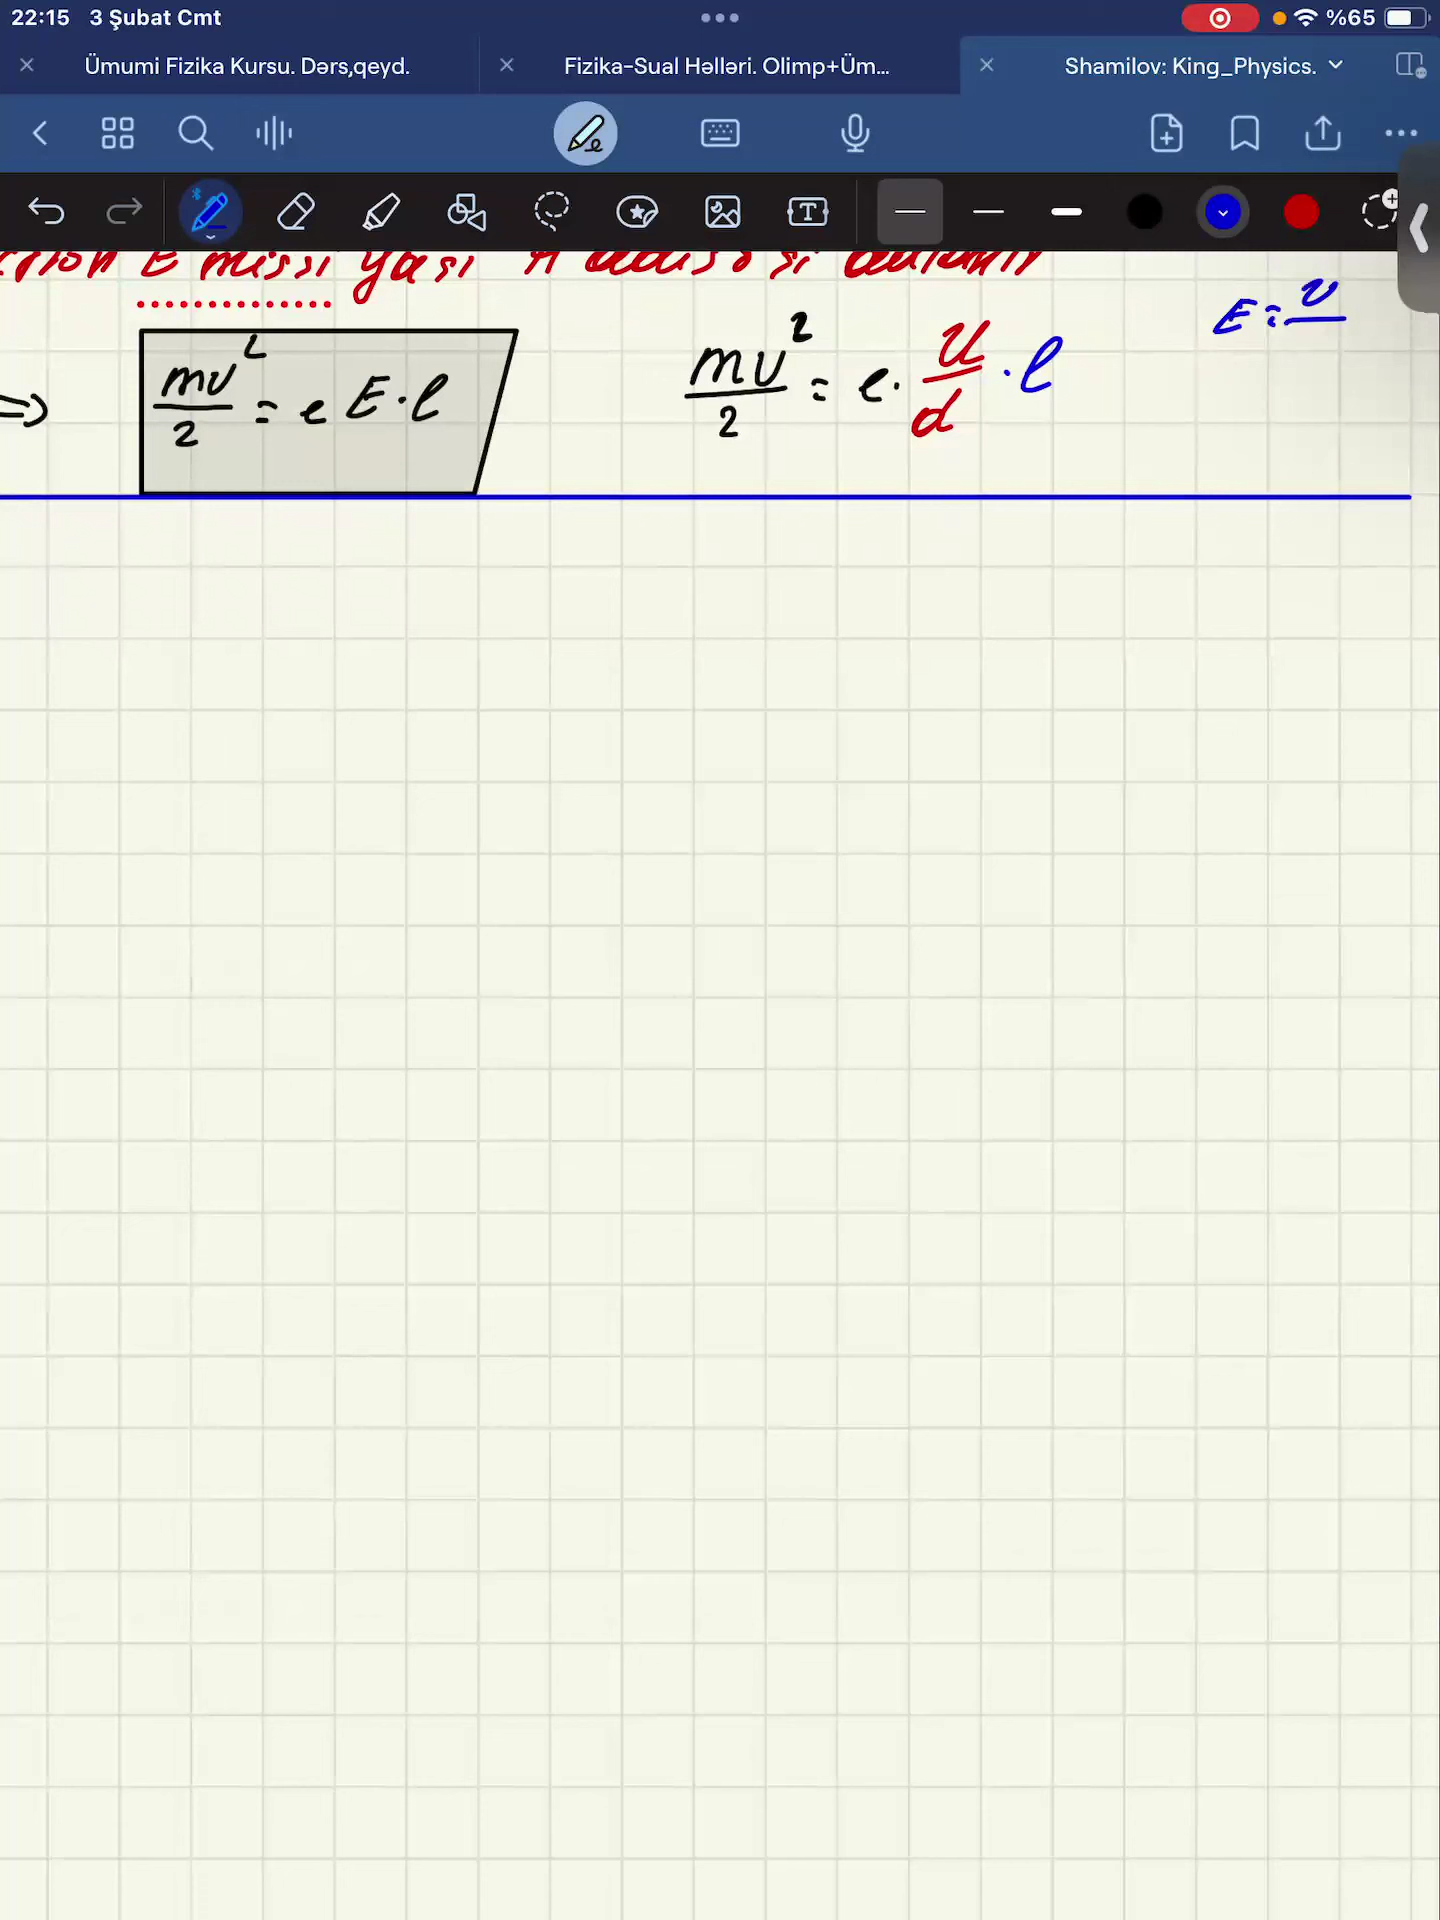 22:15 3 Şubat Cmt %65
Ümumi Fizika Kursu. Dərs,qeyd.
Fizika-Sual Həlləri. Olimp+Üm...
Shamilov: King_Physics.
Emissiyası
E = U
⇒ mv²/2 = e E · l
mv²/2 = e · U/d · l